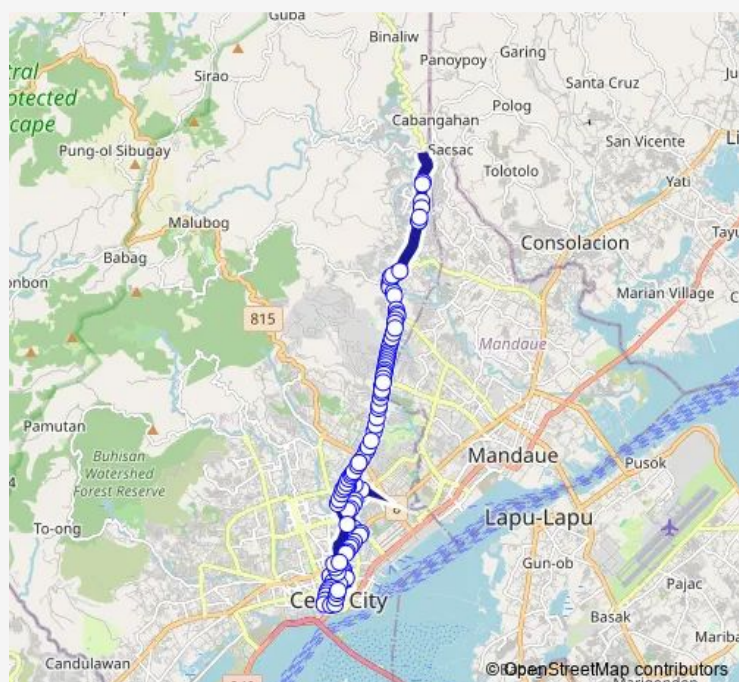 Guba
Binaliw
Panoypoy
Garing
Sirao
Santa Cruz
Polog
Cabangahan
Pung-ol Sibugay
Sacsac
San Vicente
Tolotolo
Yati
Malubog
Babag
Consolacion
Marian Village
815
Mandaue
Pamutan
Buhisan
Watershed
Forest Reserve
Mandaue
Pusok
To-ong
Lapu-Lapu
Gun-ob
Pajac
City
Basak
Candulawan
© OpenStreetMap contributors